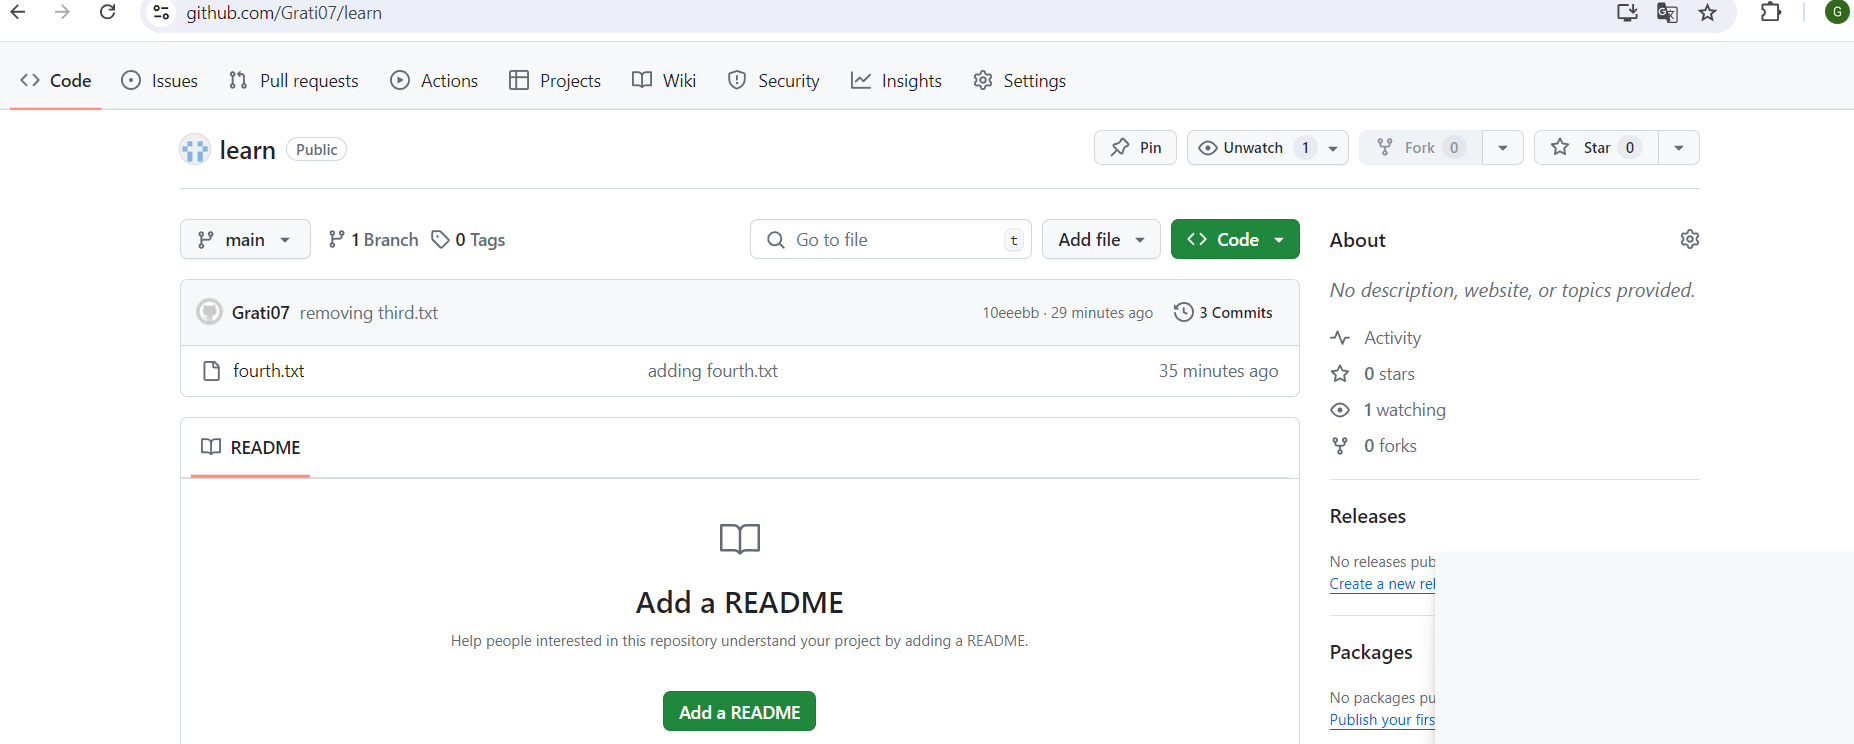 github.com/Grati07/learn
G
Code Issues Pull requests Actions Projects Wiki Security Insights Settings
learn Public Pin Unwatch 1 Fork 0 Star 0
main 1 Branch 0 Tags Go to file t Add file Code
Grati07 removing third.txt 10eeebb · 29 minutes ago 3 Commits
fourth.txt adding fourth.txt 35 minutes ago
README
Add a README
Help people interested in this repository understand your project by adding a README.
Add a README
About
No description, website, or topics provided.
Activity
0 stars
1 watching
0 forks
Releases
No releases pub
Create a new rel
Packages
No packages pu
Publish your firs